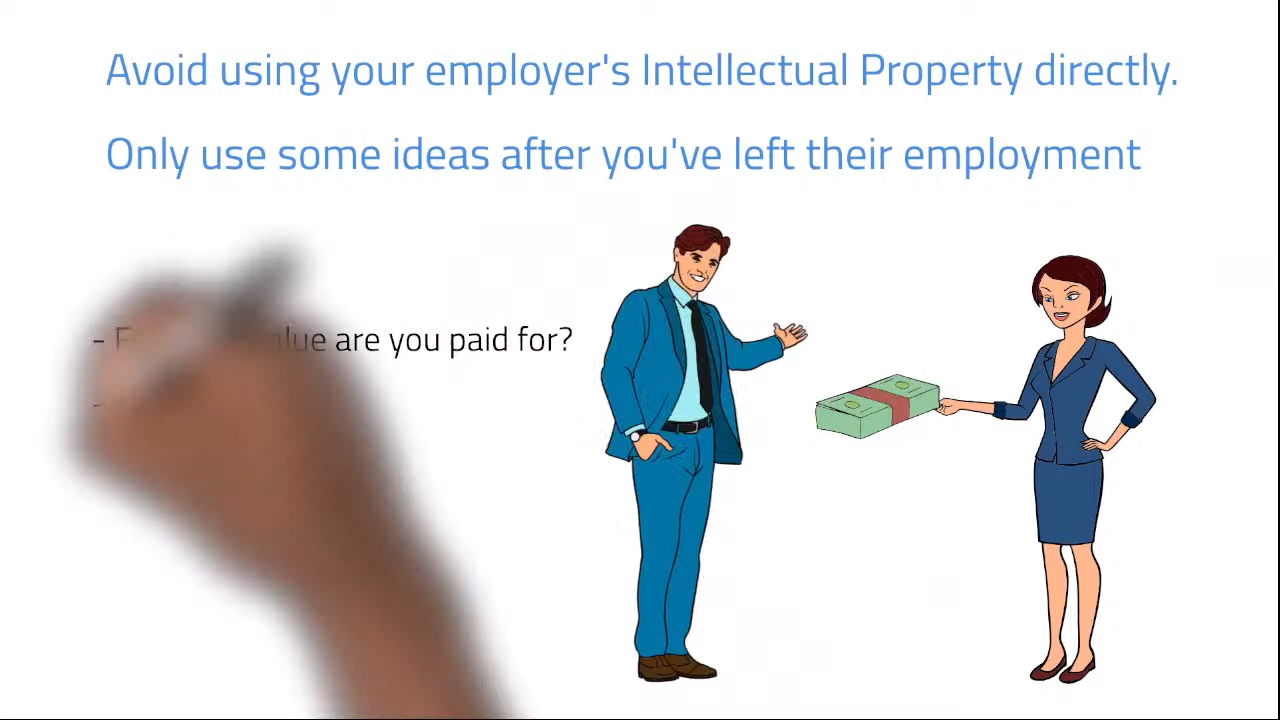 Avoid using your employer's Intellectual Property directly.
Only use some ideas after you've left their employment
- are you paid for?
-